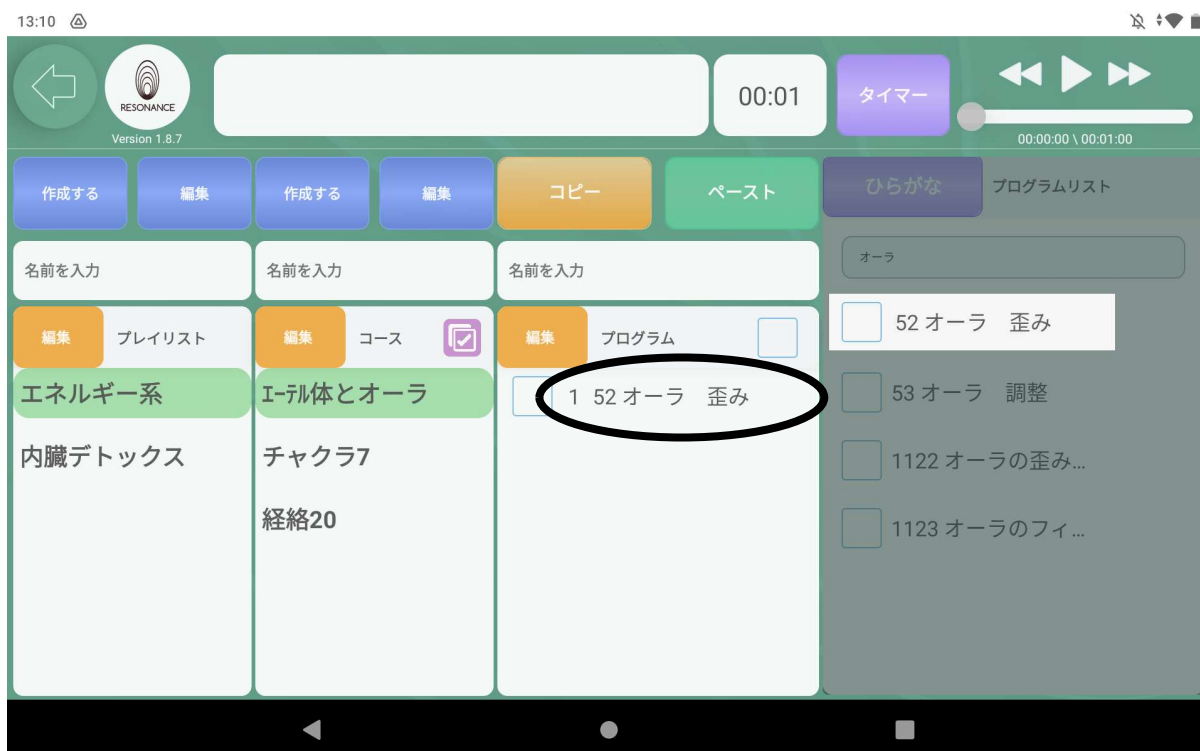 13:10
RESONANCE
Version 1.8.7
00:01
タイマー
00:00:00 \ 00:01:00
作成する
編集
作成する
編集
コピー
ペースト
ひらがな
プログラムリスト
名前を入力
名前を入力
名前を入力
オーラ
編集
プレイリスト
編集
コース
編集
プログラム
エネルギー系
内臓デトックス
ｴｰﾃﾙ体とオーラ
チャクラ7
経絡20
1 52 オーラ　歪み
52 オーラ　歪み
53 オーラ　調整
1122 オーラの歪み...
1123 オーラのフィ...